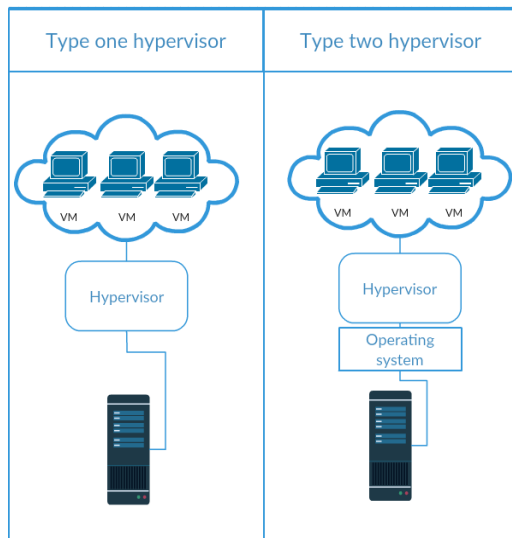 Type one hypervisor
Type two hypervisor
VM VM VM
Hypervisor
VM VM VM
Hypervisor
Operating
system